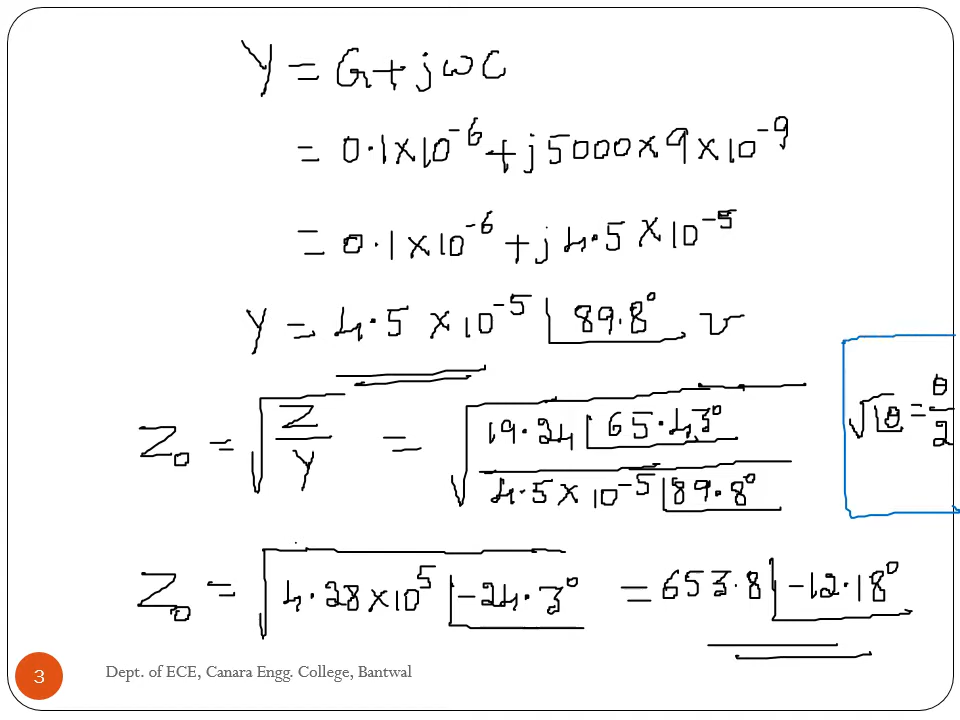 Y = G + jωC
= 0.1 × 10⁻⁶ + j5000 × 9 × 10⁻⁹
= 0.1 × 10⁻⁶ + j4.5 × 10⁻⁵
Y = 4.5 × 10⁻⁵ ∠89.8° ℧
Z₀ = √(Z/Y) = √(19.24 ∠65.43° / 4.5 × 10⁻⁵ ∠89.8°)
√∠θ = θ/2
Z₀ = √(4.28 × 10⁵ ∠-24.3°) = 653.8 ∠-12.18°
3
Dept. of ECE, Canara Engg. College, Bantwal